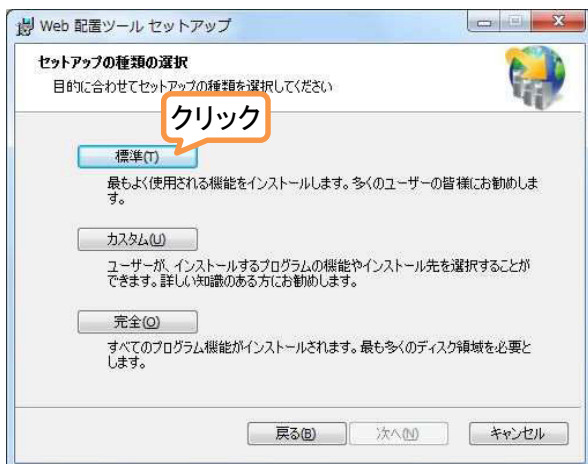 Web 配置ツール セットアップ
セットアップの種類の選択
目的に合わせてセットアップの種類を選択してください
クリック
標準(T)
最もよく使用される機能をインストールします。多くのユーザーの皆様にお勧めしま
す。
カスタム(U)
ユーザーが、インストールするプログラムの機能やインストール先を選択することが
できます。詳しい知識のある方にお勧めします。
完全(O)
すべてのプログラム機能がインストールされます。最も多くのディスク領域を必要と
します。
戻る(B) 次へ(N) キャンセル